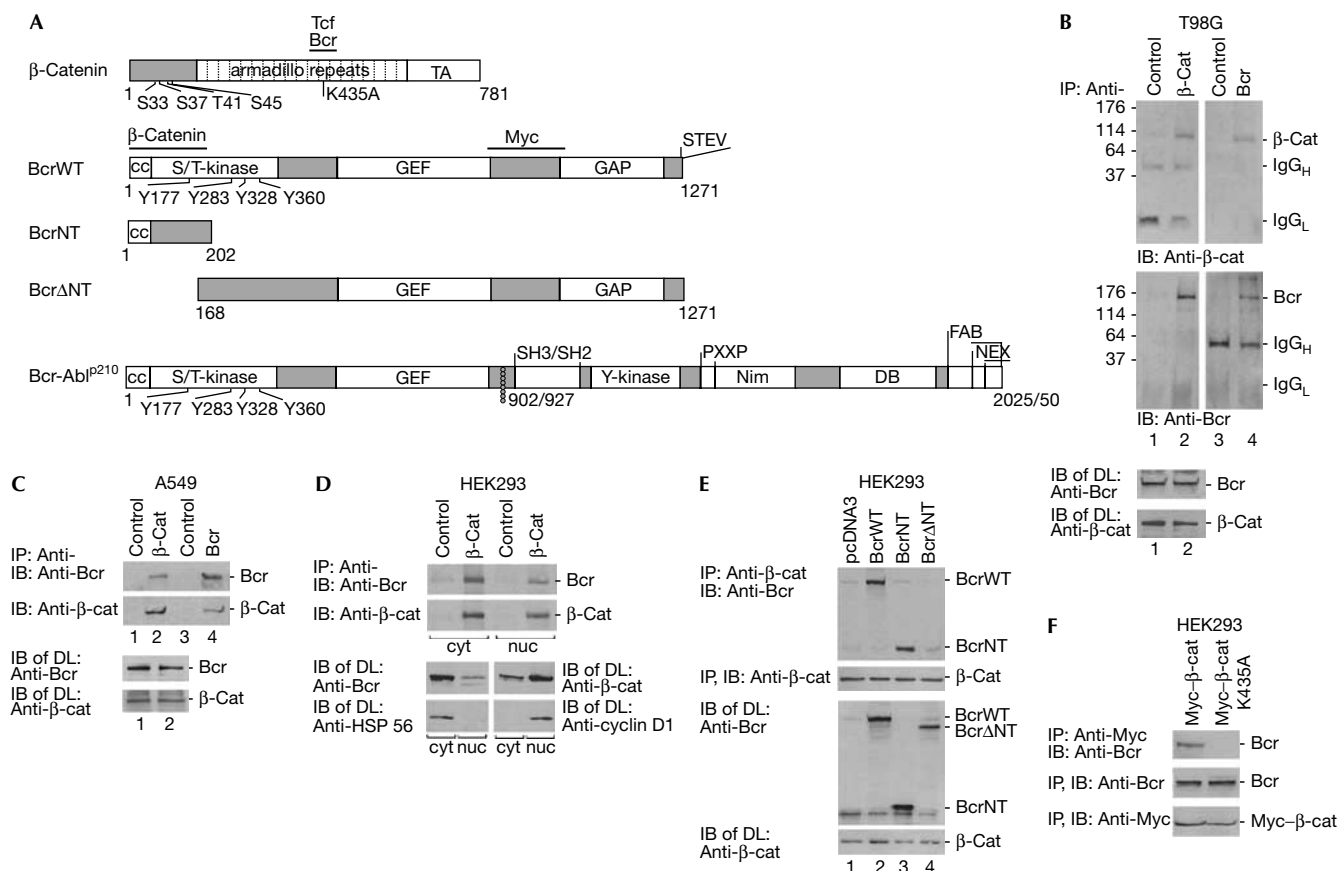 A
Tcf
Bcr
β-Catenin
armadillo repeats
TA
1
781
S33
S37
T41
S45
K435A
β-Catenin
Myc
STEV
BcrWT
cc
S/T-kinase
GEF
GAP
1
1271
Y177
Y283
Y328
Y360
BcrNT
cc
1
202
BcrΔNT
GEF
GAP
168
1271
FAB
SH3/SH2
PXXP
NEX
Bcr-Abl^p210
cc
S/T-kinase
GEF
Y-kinase
Nim
DB
1
902/927
2025/50
Y177
Y283
Y328
Y360
B
T98G
IP: Anti-
Control
β-Cat
Control
Bcr
176
114
64
37
β-Cat
IgG_H
IgG_L
IB: Anti-β-cat
176
114
64
37
Bcr
IgG_H
IgG_L
IB: Anti-Bcr
1 2 3 4
IB of DL:
Anti-Bcr
Bcr
IB of DL:
Anti-β-cat
β-Cat
1 2
C
A549
Control
β-Cat
Control
Bcr
IP: Anti-
IB: Anti-Bcr
Bcr
IB: Anti-β-cat
β-Cat
1 2 3 4
IB of DL:
Anti-Bcr
Bcr
IB of DL:
Anti-β-cat
β-Cat
1 2
D
HEK293
Control
β-Cat
Control
β-Cat
IP: Anti-
IB: Anti-Bcr
Bcr
IB: Anti-β-cat
β-Cat
cyt nuc
IB of DL:
Anti-Bcr
IB of DL:
Anti-β-cat
IB of DL:
Anti-HSP 56
IB of DL:
Anti-cyclin D1
cyt nuc cyt nuc
E
HEK293
pcDNA3
BcrWT
BcrNT
BcrΔNT
IP: Anti-β-cat
IB: Anti-Bcr
BcrWT
BcrNT
IP, IB: Anti-β-cat
β-Cat
IB of DL:
Anti-Bcr
BcrWT
BcrΔNT
BcrNT
IB of DL:
Anti-β-cat
β-Cat
1 2 3 4
F
HEK293
Myc–β-cat
Myc–β-cat
K435A
IP: Anti-Myc
IB: Anti-Bcr
Bcr
IP, IB: Anti-Bcr
Bcr
IP, IB: Anti-Myc
Myc–β-cat